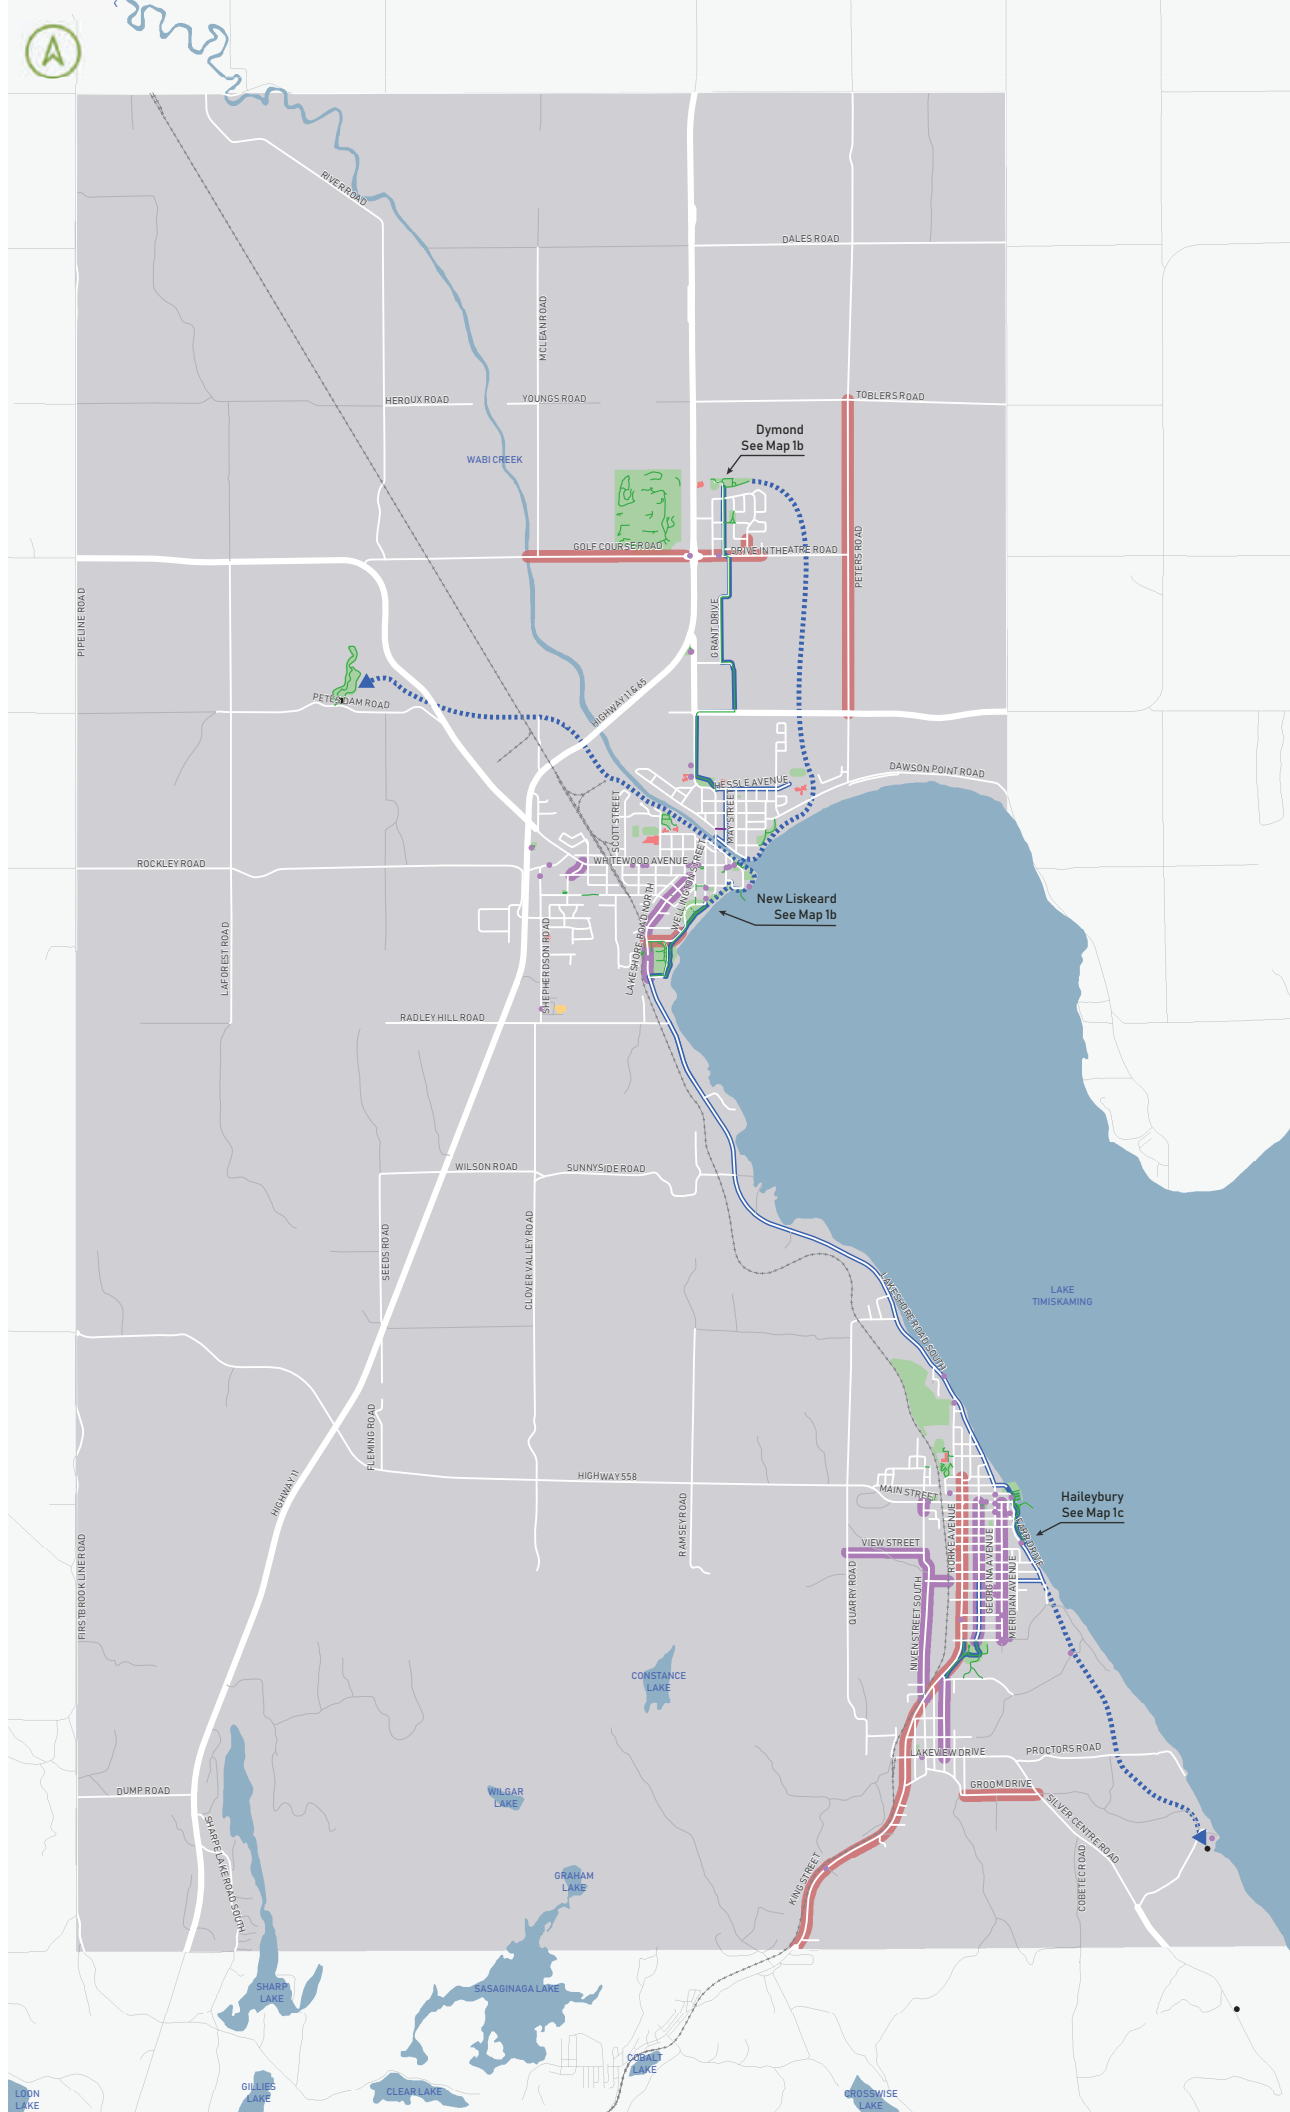 RIVER ROAD
DALES ROAD
MCLEAN ROAD
HEROUX ROAD
YOUNGS ROAD
TOBLERS ROAD
Dymond
See Map 1b
WABI CREEK
GOLF COURSE ROAD
DRIVE IN THEATRE ROAD
PETERS ROAD
PIPELINE ROAD
GRANT DRIVE
PETE'S DAM ROAD
HIGHWAY 11 & 65
HESSLE AVENUE
DAWSON POINT ROAD
SCOTT STREET
MAY STREET
ROCKLEY ROAD
WHITEWOOD AVENUE
WELLINGTON STREET
New Liskeard
See Map 1b
LAKESHORE ROAD NORTH
LAFOREST ROAD
SHEPHERDSON ROAD
RADLEY HILL ROAD
WILSON ROAD
SUNNYSIDE ROAD
SEEDS ROAD
CLOVER VALLEY ROAD
LAKE
TIMISKAMING
LAKESHORE ROAD SOUTH
FLEMING ROAD
HIGHWAY 11
HIGHWAY 558
MAIN STREET
Haileybury
See Map 1c
RAMSEY ROAD
RORKE AVENUE
FARR DRIVE
VIEW STREET
GEORGINA AVENUE
MERIDIAN AVENUE
FIRSTBROOK LINE ROAD
QUARRY ROAD
NIVEN STREET SOUTH
CONSTANCE
LAKE
LAKEVIEW DRIVE
PROCTORS ROAD
DUMP ROAD
WILGAR
LAKE
GROOM DRIVE
SILVER CENTRE ROAD
SHARPE LAKE ROAD SOUTH
KING STREET
COBETEC ROAD
GRAHAM
LAKE
SHARP
LAKE
SASAGINAGA LAKE
COBALT
LAKE
LOON
LAKE
GILLIES
LAKE
CLEAR LAKE
CROSSWISE
LAKE